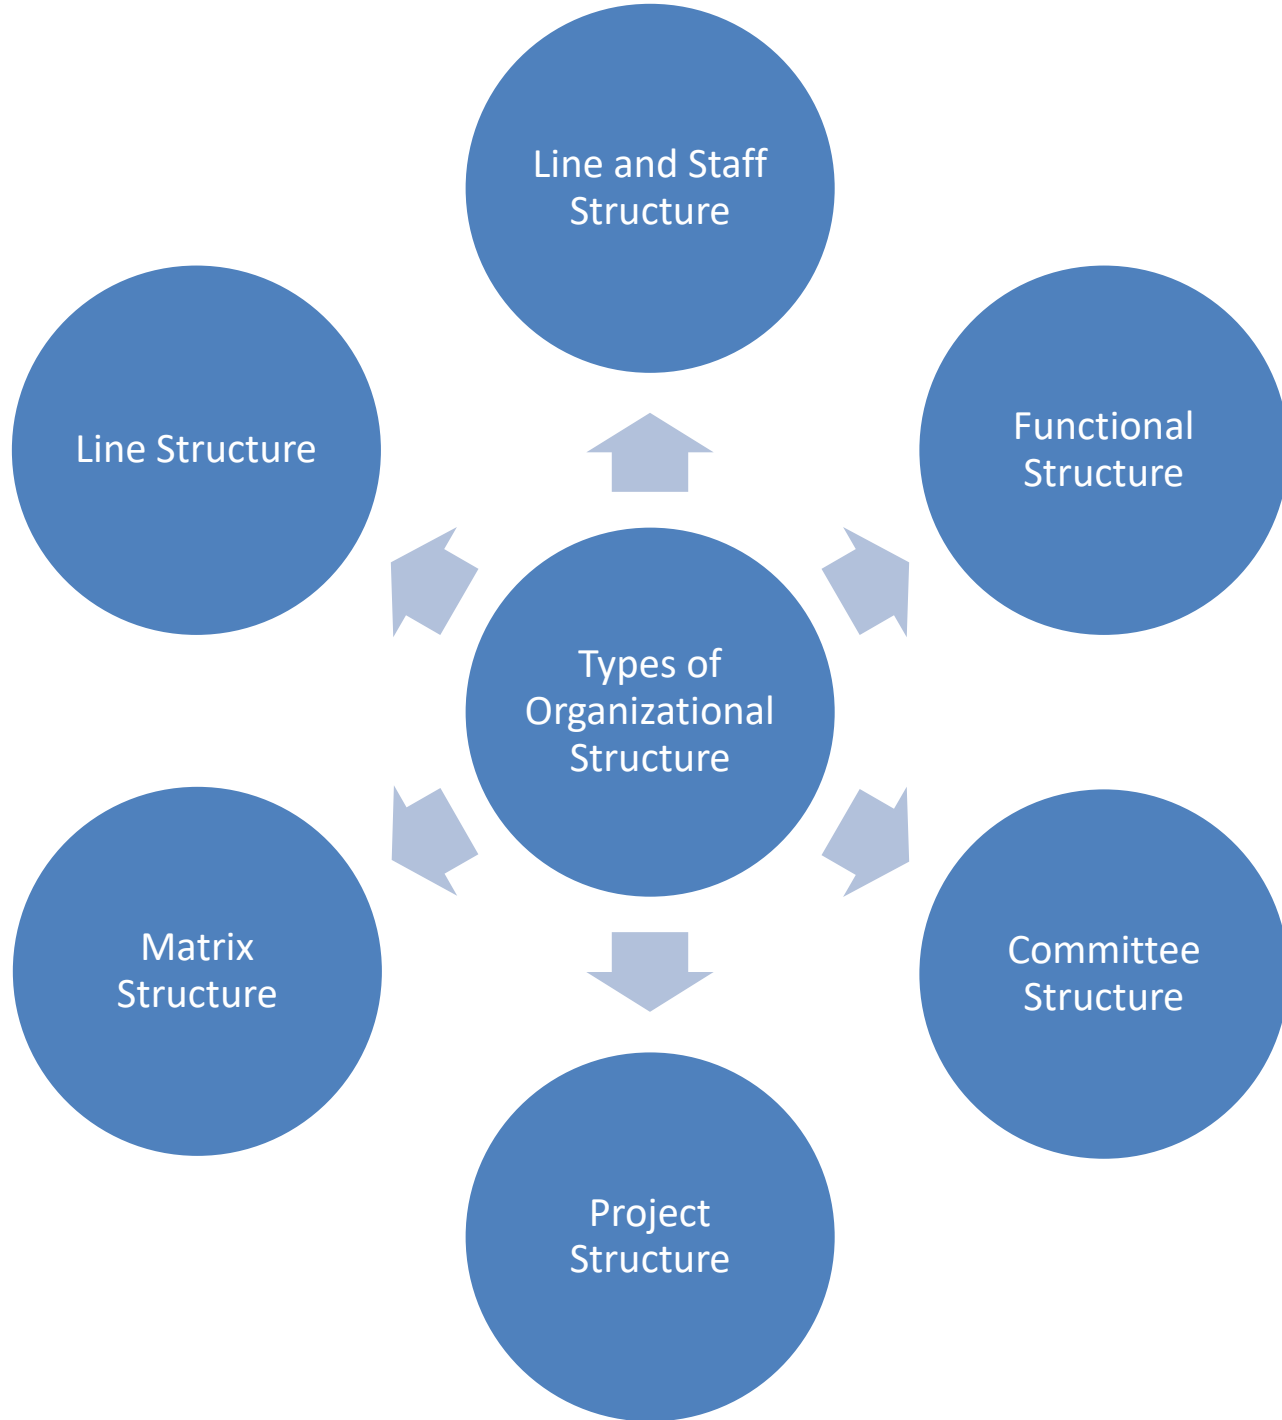 Line and Staff
Structure
Line Structure
Functional
Structure
Types of
Organizational
Structure
Matrix
Structure
Committee
Structure
Project
Structure